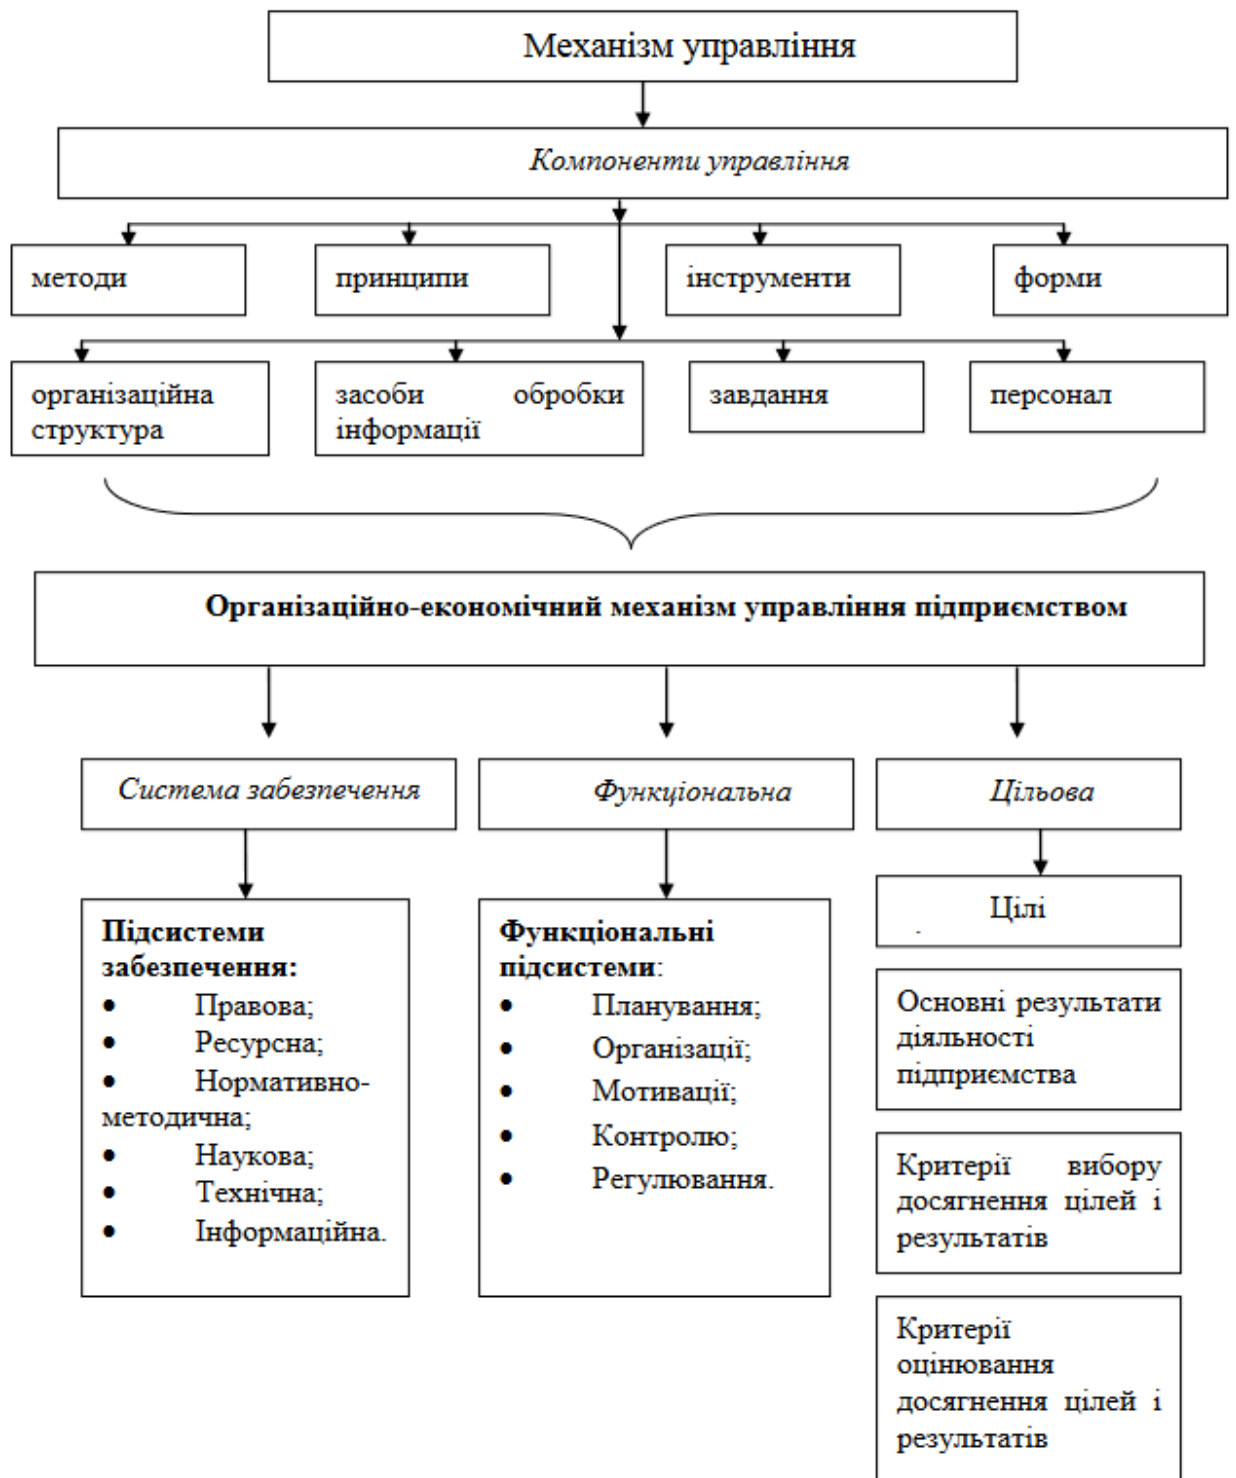 Механізм управління
Компоненти управління
методи
принципи
інструменти
форми
організаційна
структура
засоби обробки
інформації
завдання
персонал
Організаційно-економічний механізм управління підприємством
Система забезпечення
Функціональна
Цільова
Підсистеми
забезпечення:
• Правова;
• Ресурсна;
• Нормативно-
методична;
• Наукова;
• Технічна;
• Інформаційна.
Функціональні
підсистеми:
• Планування;
• Організації;
• Мотивації;
• Контролю;
• Регулювання.
Цілі
Основні результати
діяльності
підприємства
Критерії вибору
досягнення цілей і
результатів
Критерії
оцінювання
досягнення цілей і
результатів